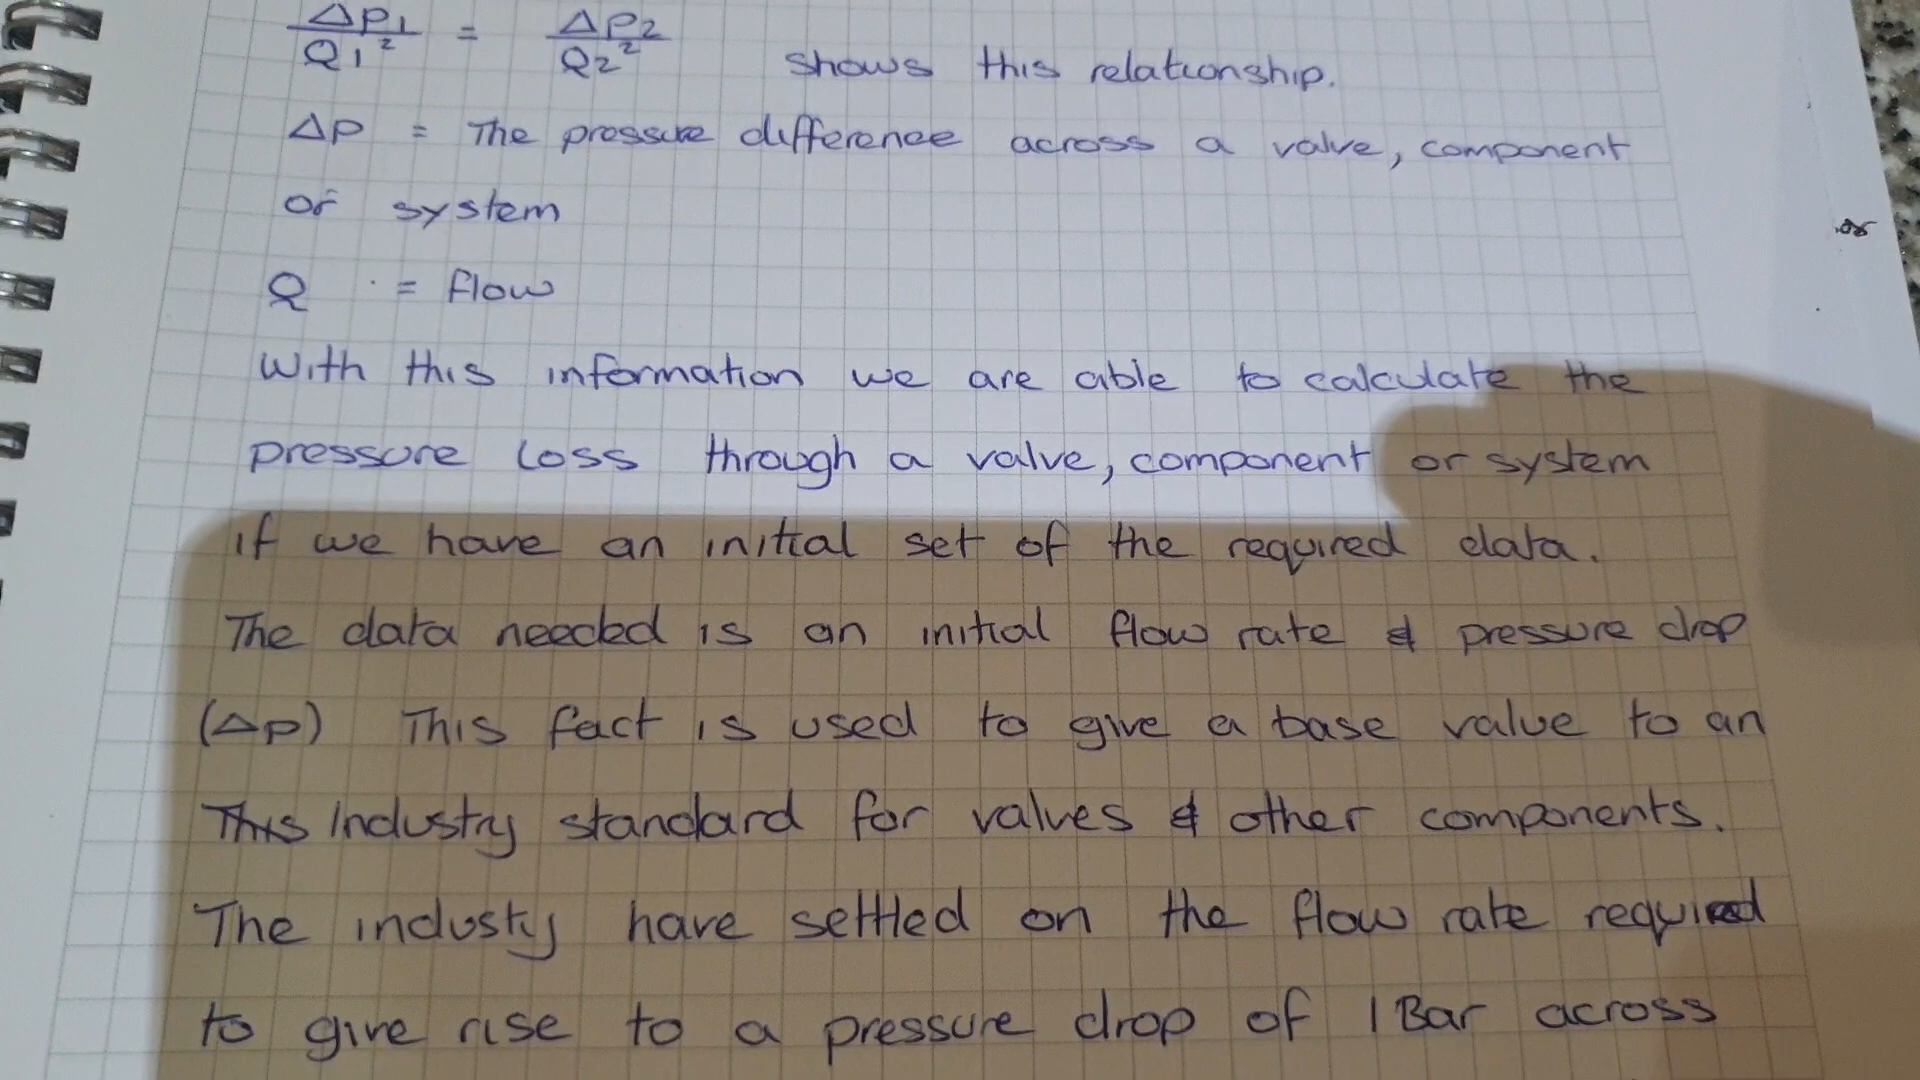 Δp1/Q1² = Δp2/Q2² shows this relationship.
Δp = The pressure difference across a valve, component
or system
Q = flow
With this information we are able to calculate the
pressure loss through a valve, component or system
if we have an initial set of the required data.
The data needed is an initial flow rate & pressure drop
(Δp) This fact is used to give a base value to an
This Industry standard for valves & other components.
The industy have settled on the flow rate required
to give rise to a pressure drop of 1 Bar across